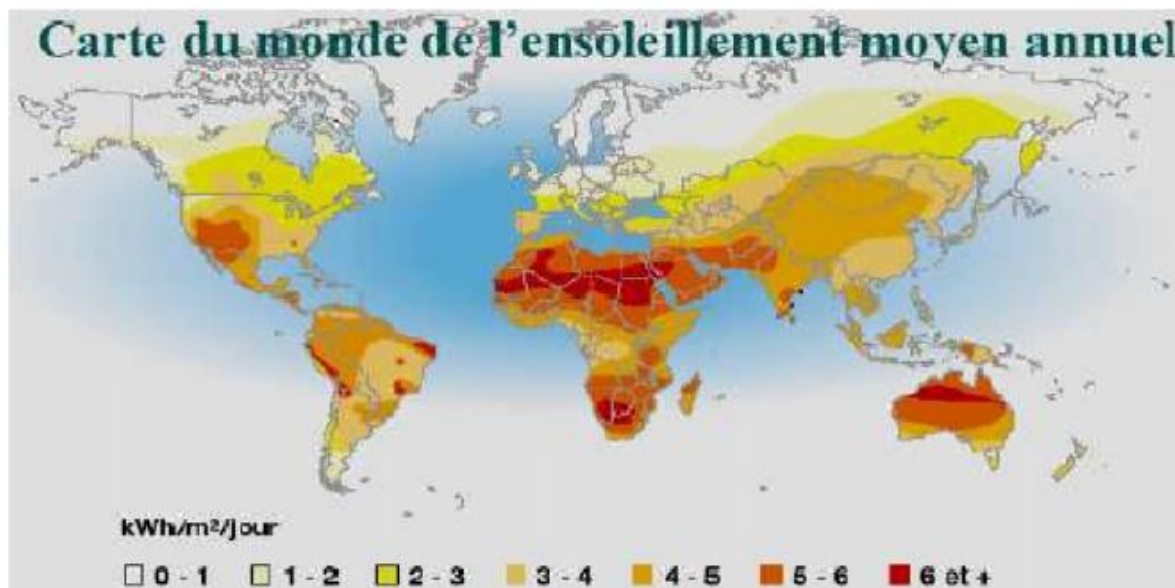 Carte du monde de l’ensoleillement moyen annuel
kWh/m²/jour
0 - 1 1 - 2 2 - 3 3 - 4 4 - 5 5 - 6 6 et +